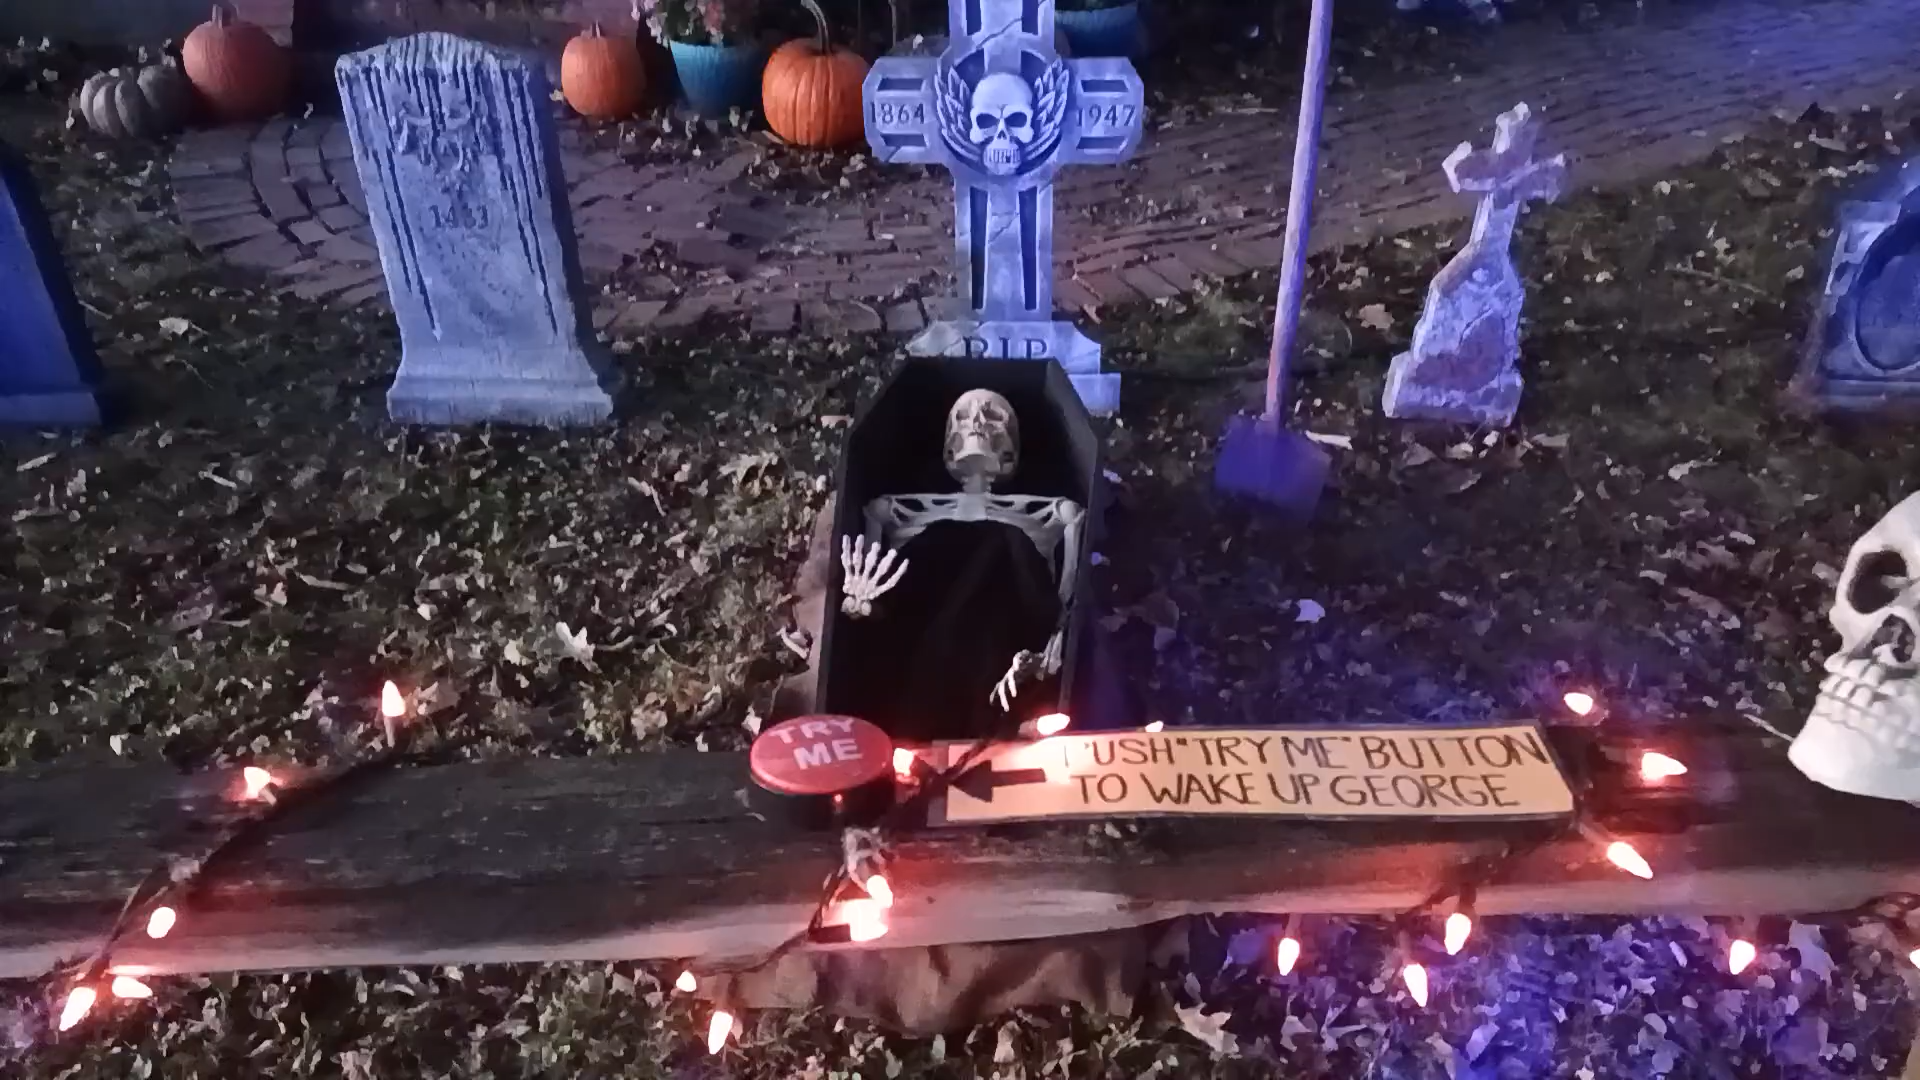 1864 1947
RIP
TRY
ME
PUSH "TRY ME" BUTTON
TO WAKE UP GEORGE